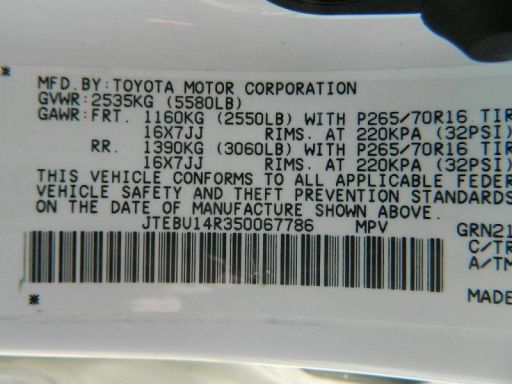 *
MFD. BY: TOYOTA MOTOR CORPORATION
GVWR: 2535KG (5580LB)
GAWR: FRT. 1160KG (2550LB) WITH P265/70R16 TIR
16X7JJ RIMS. AT 220KPA (32PSI)
RR. 1390KG (3060LB) WITH P265/70R16 TIR
16X7JJ RIMS. AT 220KPA (32PSI)
THIS VEHICLE CONFORMS TO ALL APPLICABLE FEDER
VEHICLE SAFETY AND THEFT PREVENTION STANDARDS
ON THE DATE OF MANUFACTURE SHOWN ABOVE.
JTEBU14R350067786 MPV GRN21
C/TR
A/TM
* MADE